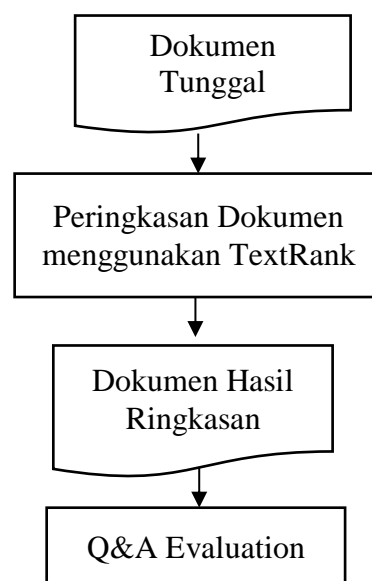 Dokumen
Tunggal
Peringkasan Dokumen
menggunakan TextRank
Dokumen Hasil
Ringkasan
Q&A Evaluation